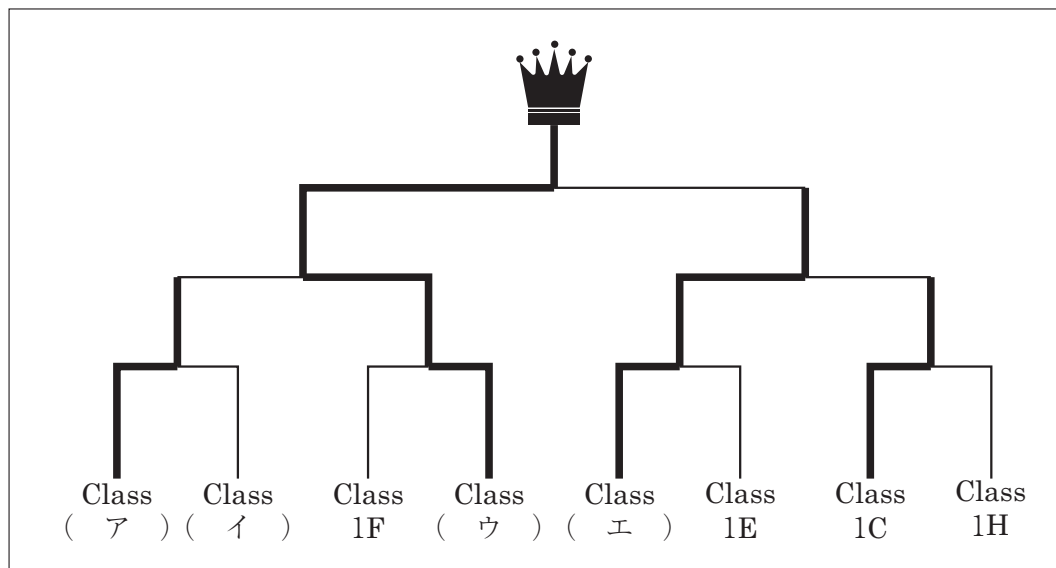 Class Class Class Class Class Class Class Class
( ア ) ( イ ) 1F ( ウ ) ( エ ) 1E 1C 1H